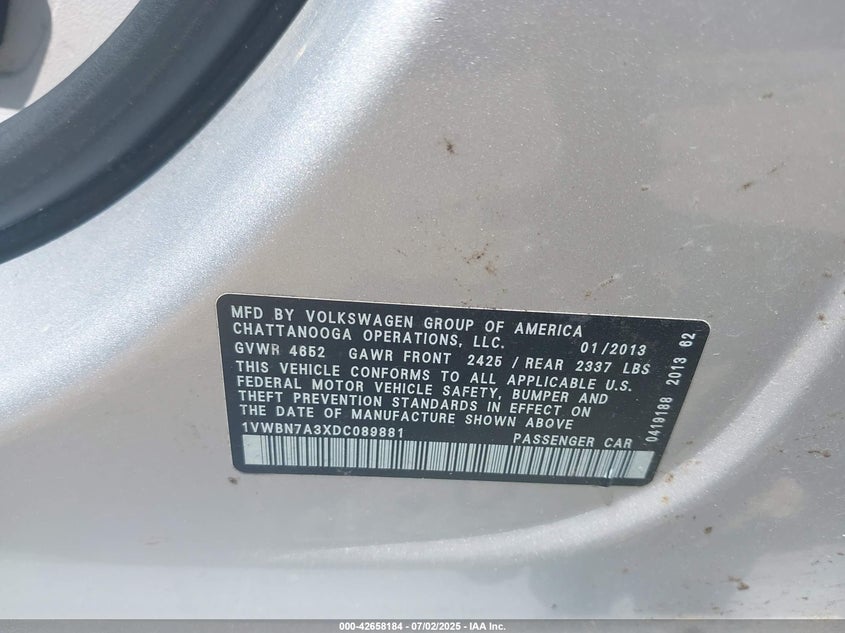 MFD BY VOLKSWAGEN GROUP OF AMERICA
CHATTANOOGA OPERATIONS, LLC. 01/2013
GVWR 4652 GAWR FRONT 2425 / REAR 2337 LBS
THIS VEHICLE CONFORMS TO ALL APPLICABLE U.S.
FEDERAL MOTOR VEHICLE SAFETY, BUMPER AND
THEFT PREVENTION STANDARDS IN EFFECT ON
THE DATE OF MANUFACTURE SHOWN ABOVE
1VWBN7A3XDC089881 PASSENGER CAR
0419188 2013 62
000-42658184 - 07/02/2025 - IAA Inc.